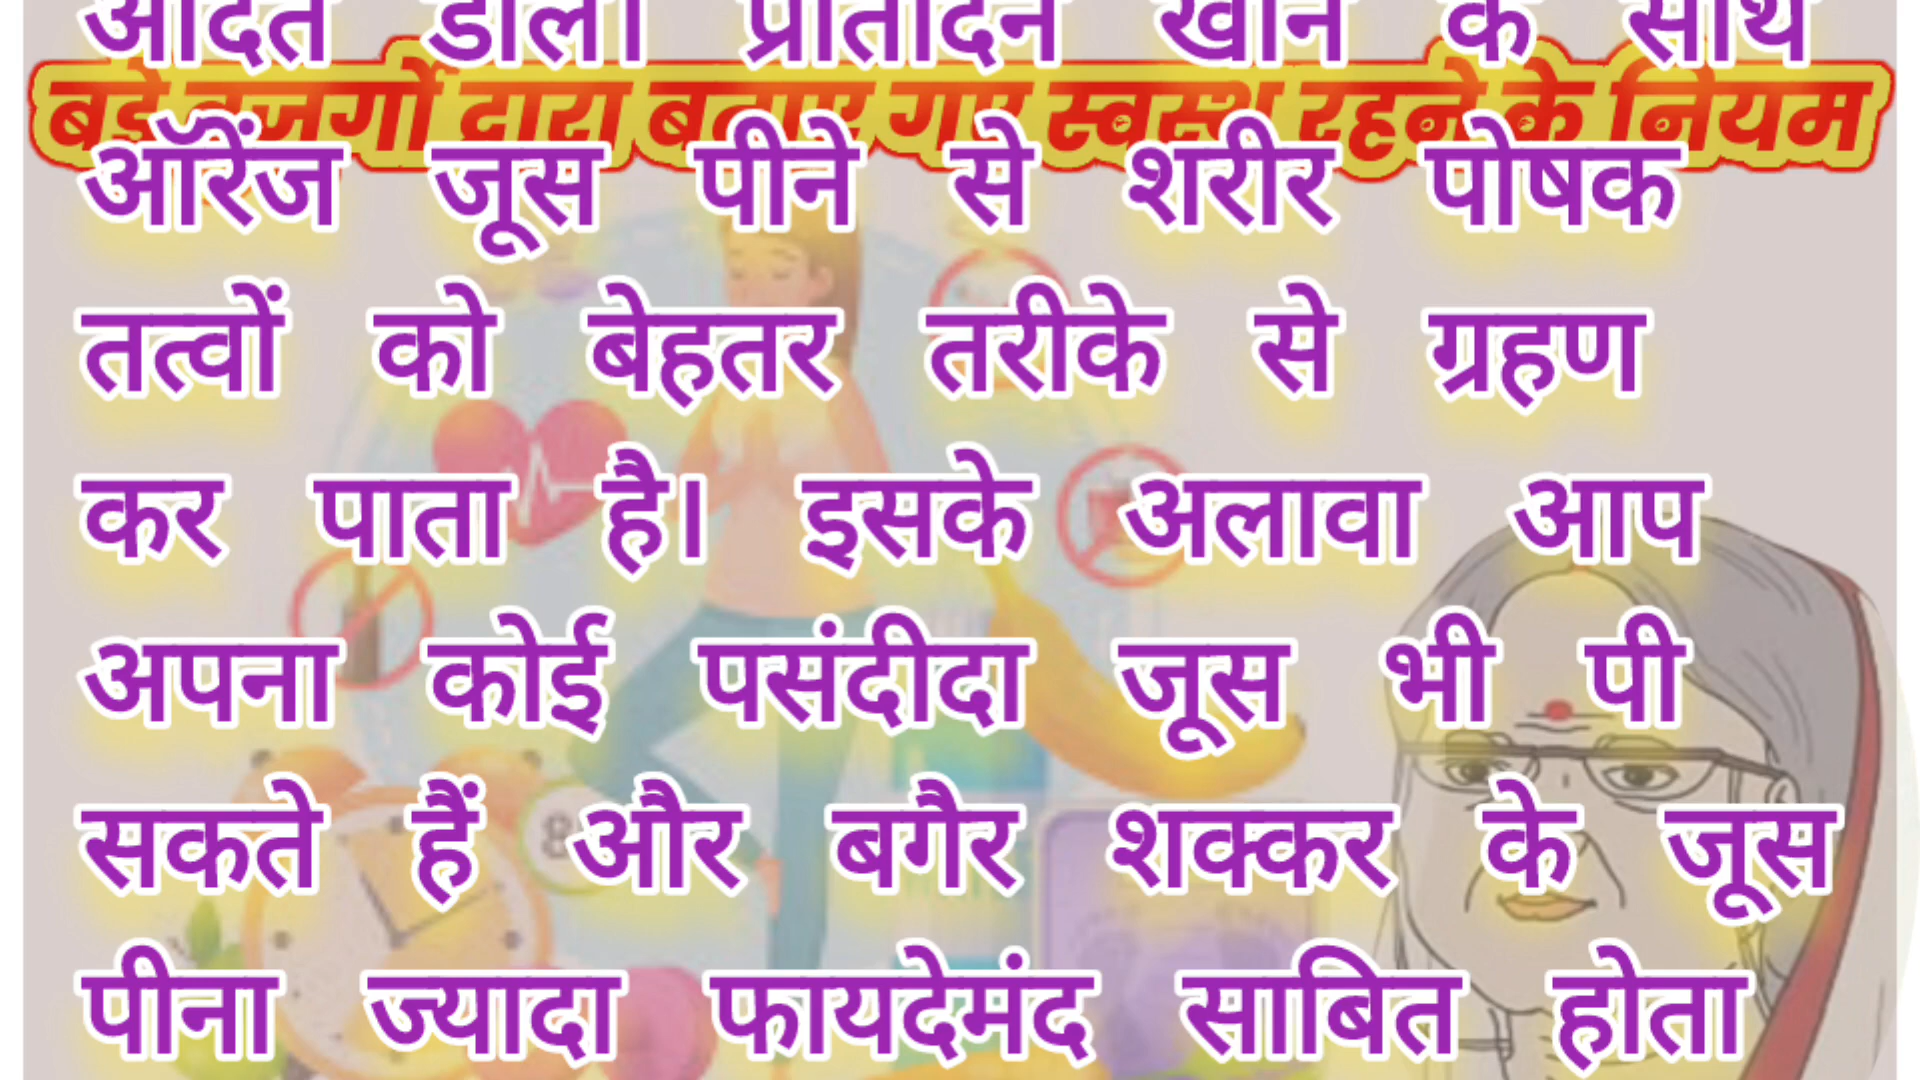 आदत डालें। प्रतिदिन खाने के साथ
बड़े बुजुर्गों द्वारा बताए गए स्वस्थ रहने के नियम
ऑरेंज जूस पीने से शरीर पोषक
तत्वों को बेहतर तरीके से ग्रहण
कर पाता है। इसके अलावा आप
अपना कोई पसंदीदा जूस भी पी
सकते हैं और बगैर शक्कर के जूस
पीना ज्यादा फायदेमंद साबित होता